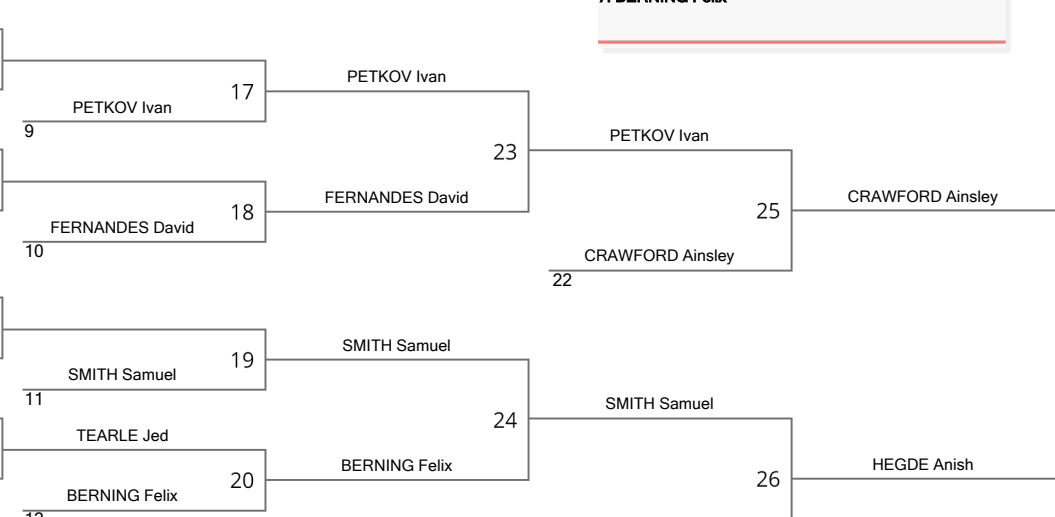 PETKOV Ivan
17
PETKOV Ivan
9
PETKOV Ivan
23
FERNANDES David
18
FERNANDES David
10
FERNANDES David
CRAWFORD Ainsley
25
CRAWFORD Ainsley
22
SMITH Samuel
19
SMITH Samuel
11
SMITH Samuel
24
TEARLE Jed
20
BERNING Felix
BERNING Felix
HEGDE Anish
26